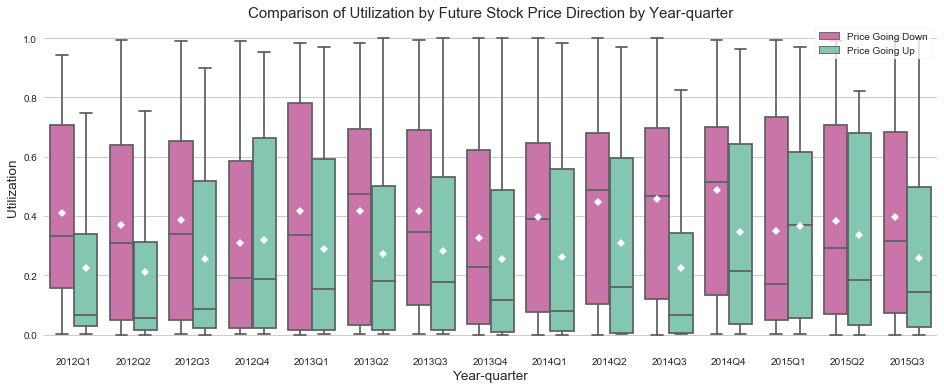 Comparison of Utilization by Future Stock Price Direction by Year-quarter
Price Going Down
Price Going Up
Utilization
1.0
0.8
0.6
0.4
0.2
0.0
2012Q1 2012Q2 2012Q3 2012Q4 2013Q1 2013Q2 2013Q3 2013Q4 2014Q1 2014Q2 2014Q3 2014Q4 2015Q1 2015Q2 2015Q3
Year-quarter